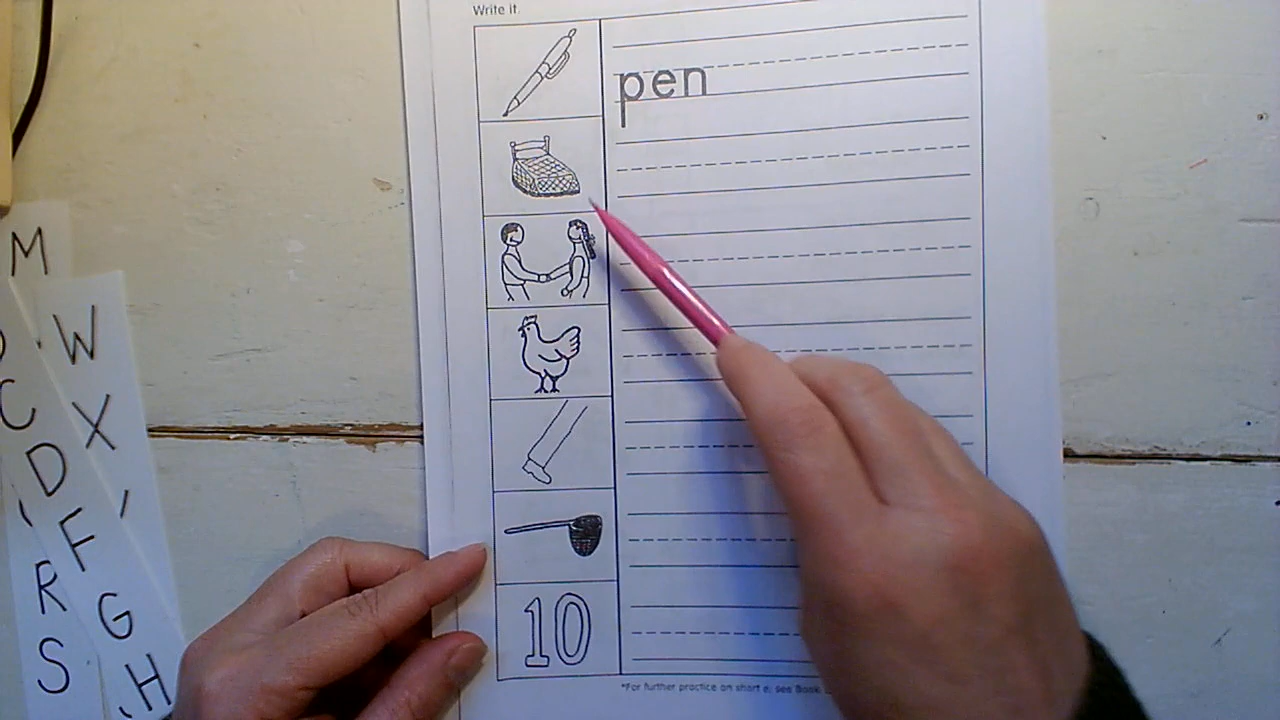 Write it.
pen
10
*For further practice on short e, see Book
M
W
C
X
D
F
R
G
S
H